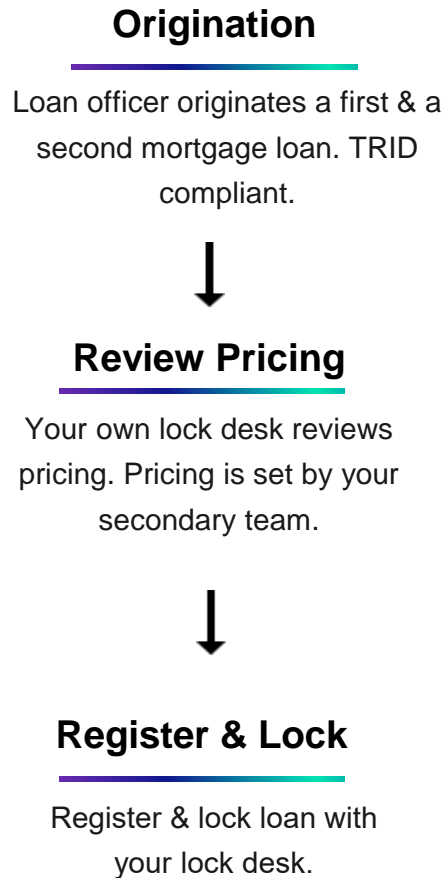 Origination
Loan officer originates a first & a
second mortgage loan. TRID
compliant.
Review Pricing
Your own lock desk reviews
pricing. Pricing is set by your
secondary team.
Register & Lock
Register & lock loan with
your lock desk.